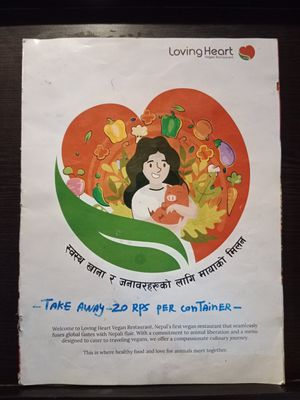 Loving Heart
Vegan Restaurant
स्वस्थ खाना र जनावरहरूको लागि मायाको मिलन
-TAKE AWAY-20 RPS PER CONTAINER-
Welcome to Loving Heart Vegan Restaurant, Nepal's first vegan restaurant that seamlessly
fuses global tastes with Nepali flair. With a commitment to animal liberation and a menu
designed to cater to traveling vegans, we offer a compassionate culinary journey.
This is where healthy food and love for animals meet together.